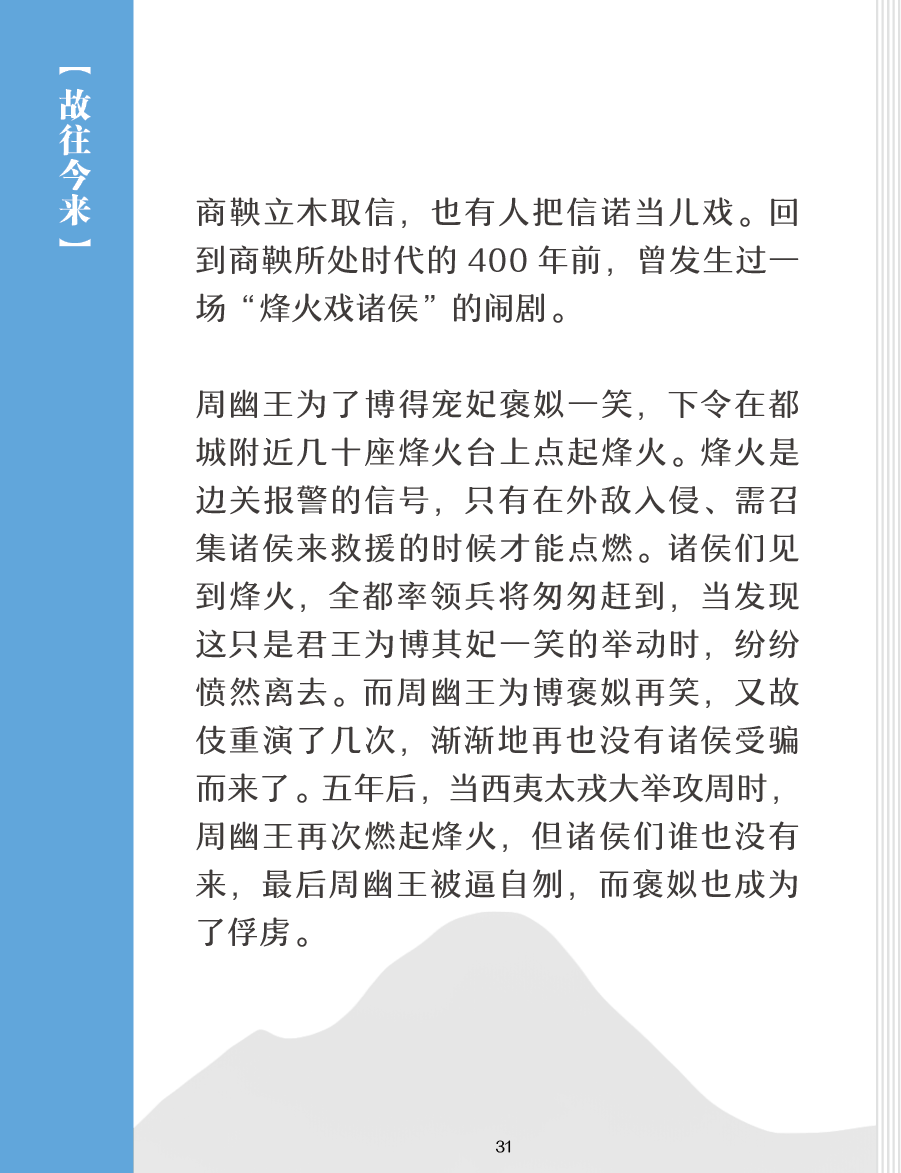 【故往今来】
商鞅立木取信，也有人把信诺当儿戏。回
到商鞅所处时代的 400 年前，曾发生过一
场“烽火戏诸侯”的闹剧。
周幽王为了博得宠妃褒姒一笑，下令在都
城附近几十座烽火台上点起烽火。烽火是
边关报警的信号，只有在外敌入侵、需召
集诸侯来救援的时候才能点燃。诸侯们见
到烽火，全都率领兵将匆匆赶到，当发现
这只是君王为博其妃一笑的举动时，纷纷
愤然离去。而周幽王为博褒姒再笑，又故
伎重演了几次，渐渐地再也没有诸侯受骗
而来了。五年后，当西夷太戎大举攻周时，
周幽王再次燃起烽火，但诸侯们谁也没有
来，最后周幽王被逼自刎，而褒姒也成为
了俘虏。
31